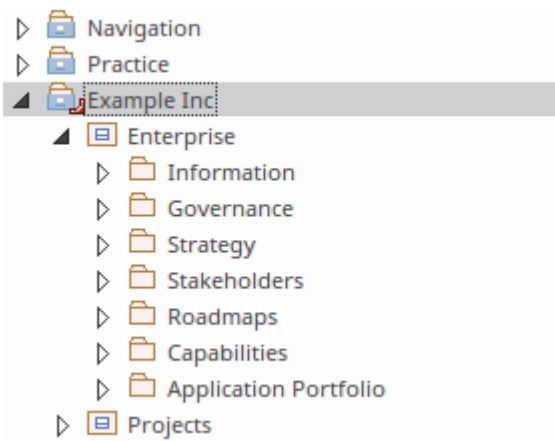 Navigation
Practice
Example Inc
Enterprise
Information
Governance
Strategy
Stakeholders
Roadmaps
Capabilities
Application Portfolio
Projects